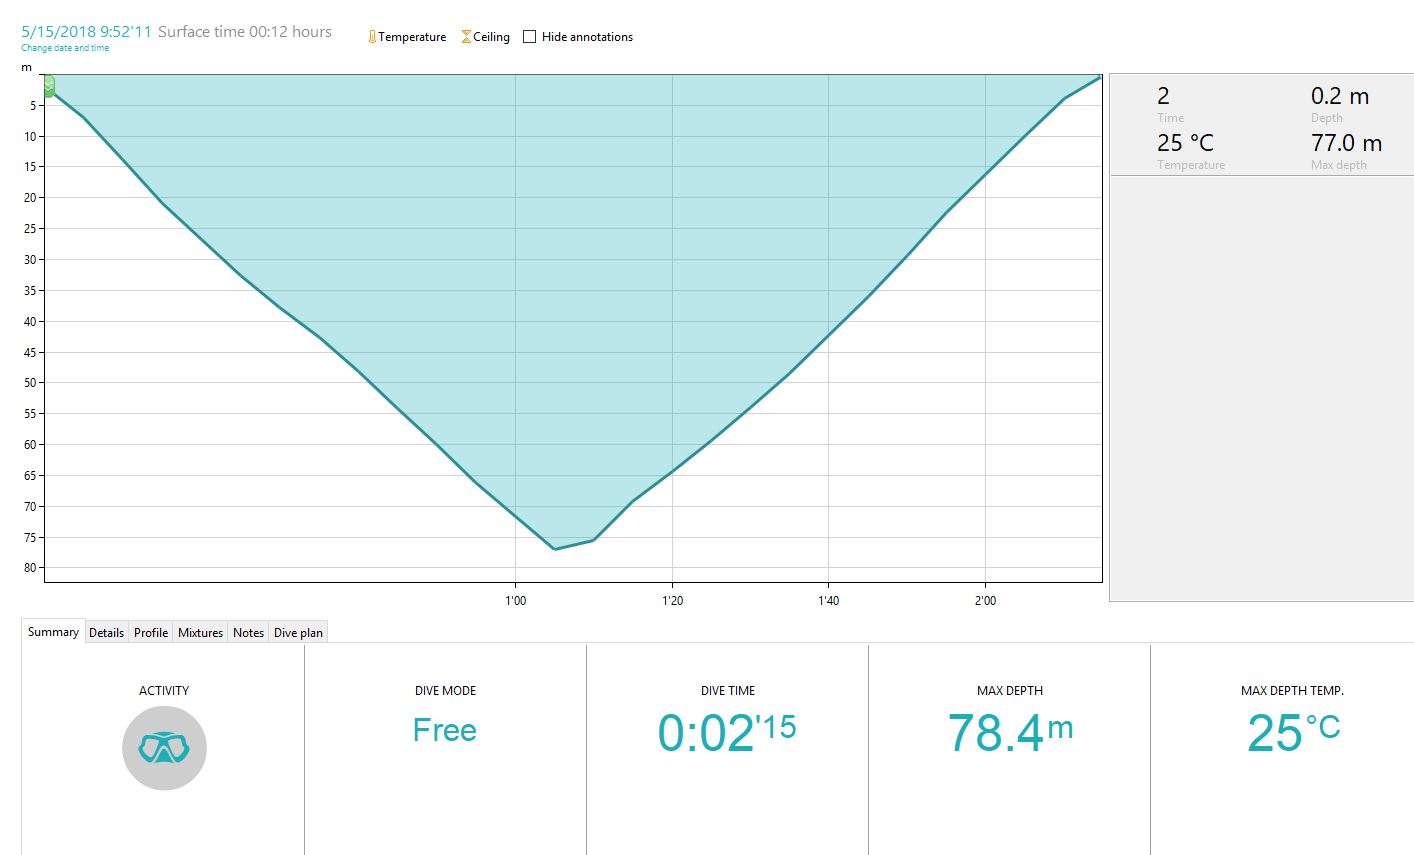 5/15/2018 9:52'11 Surface time 00:12 hours
Change date and time
Temperature Ceiling Hide annotations
m
5
10
15
20
25
30
35
40
45
50
55
60
65
70
75
80
1'00 1'20 1'40 2'00
2 0.2 m
Time Depth
25 °C 77.0 m
Temperature Max depth
Summary Details Profile Mixtures Notes Dive plan
ACTIVITY DIVE MODE DIVE TIME MAX DEPTH MAX DEPTH TEMP.
Free 0:02'15 78.4m 25°C